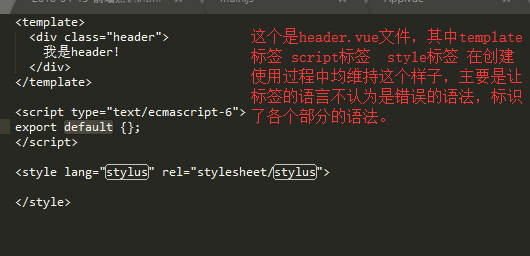 main.js
App.vue
<template>
<div class="header">
我是header!
</div>
</template>
<script type="text/ecmascript-6">
export default {};
</script>
<style lang="stylus" rel="stylesheet/stylus">
</style>
这个是header.vue文件，其中template
标签 script标签 style标签 在创建
使用过程中均维持这个样子，主要是让
标签的语言不认为是错误的语法，标识
了各个部分的语法。